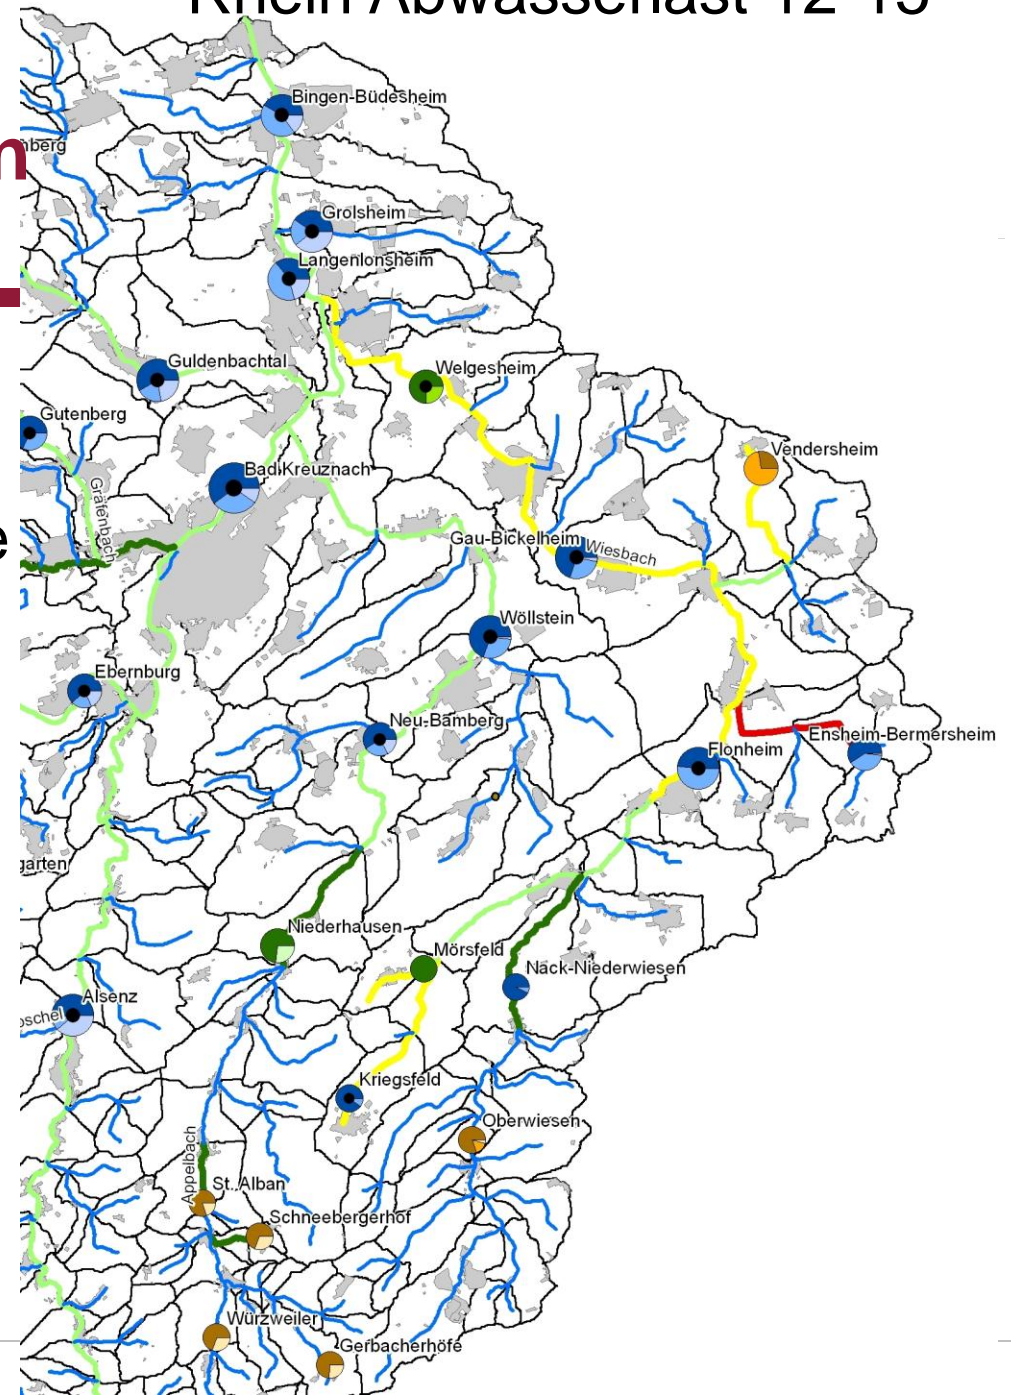 Rhein Abwasserlast 12-15
Bingen-Büdesheim
Grolsheim
Langenlonsheim
Guldenbachtal
Welgesheim
Gutenberg
Vendersheim
Bad Kreuznach
Gräfenbach
Gau-Bickelheim
Wiesbach
Wöllstein
Ebernburg
Neu-Bamberg
Ensheim-Bermersheim
Flonheim
garten
Niederhausen
Mörsfeld
Nack-Niederwiesen
Alsenz
Kriegsfeld
Oberwiesen
Appelbach
St. Alban
Schneebergerhof
Würzweiler
Gerbacherhöfe